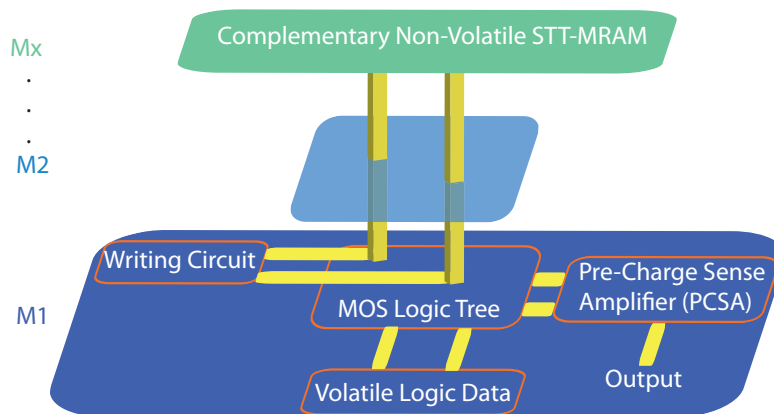 Complementary Non-Volatile STT-MRAM
Mx
.
.
.
M2
Writing Circuit
MOS Logic Tree
Pre-Charge Sense
Amplifier (PCSA)
M1
Volatile Logic Data
Output